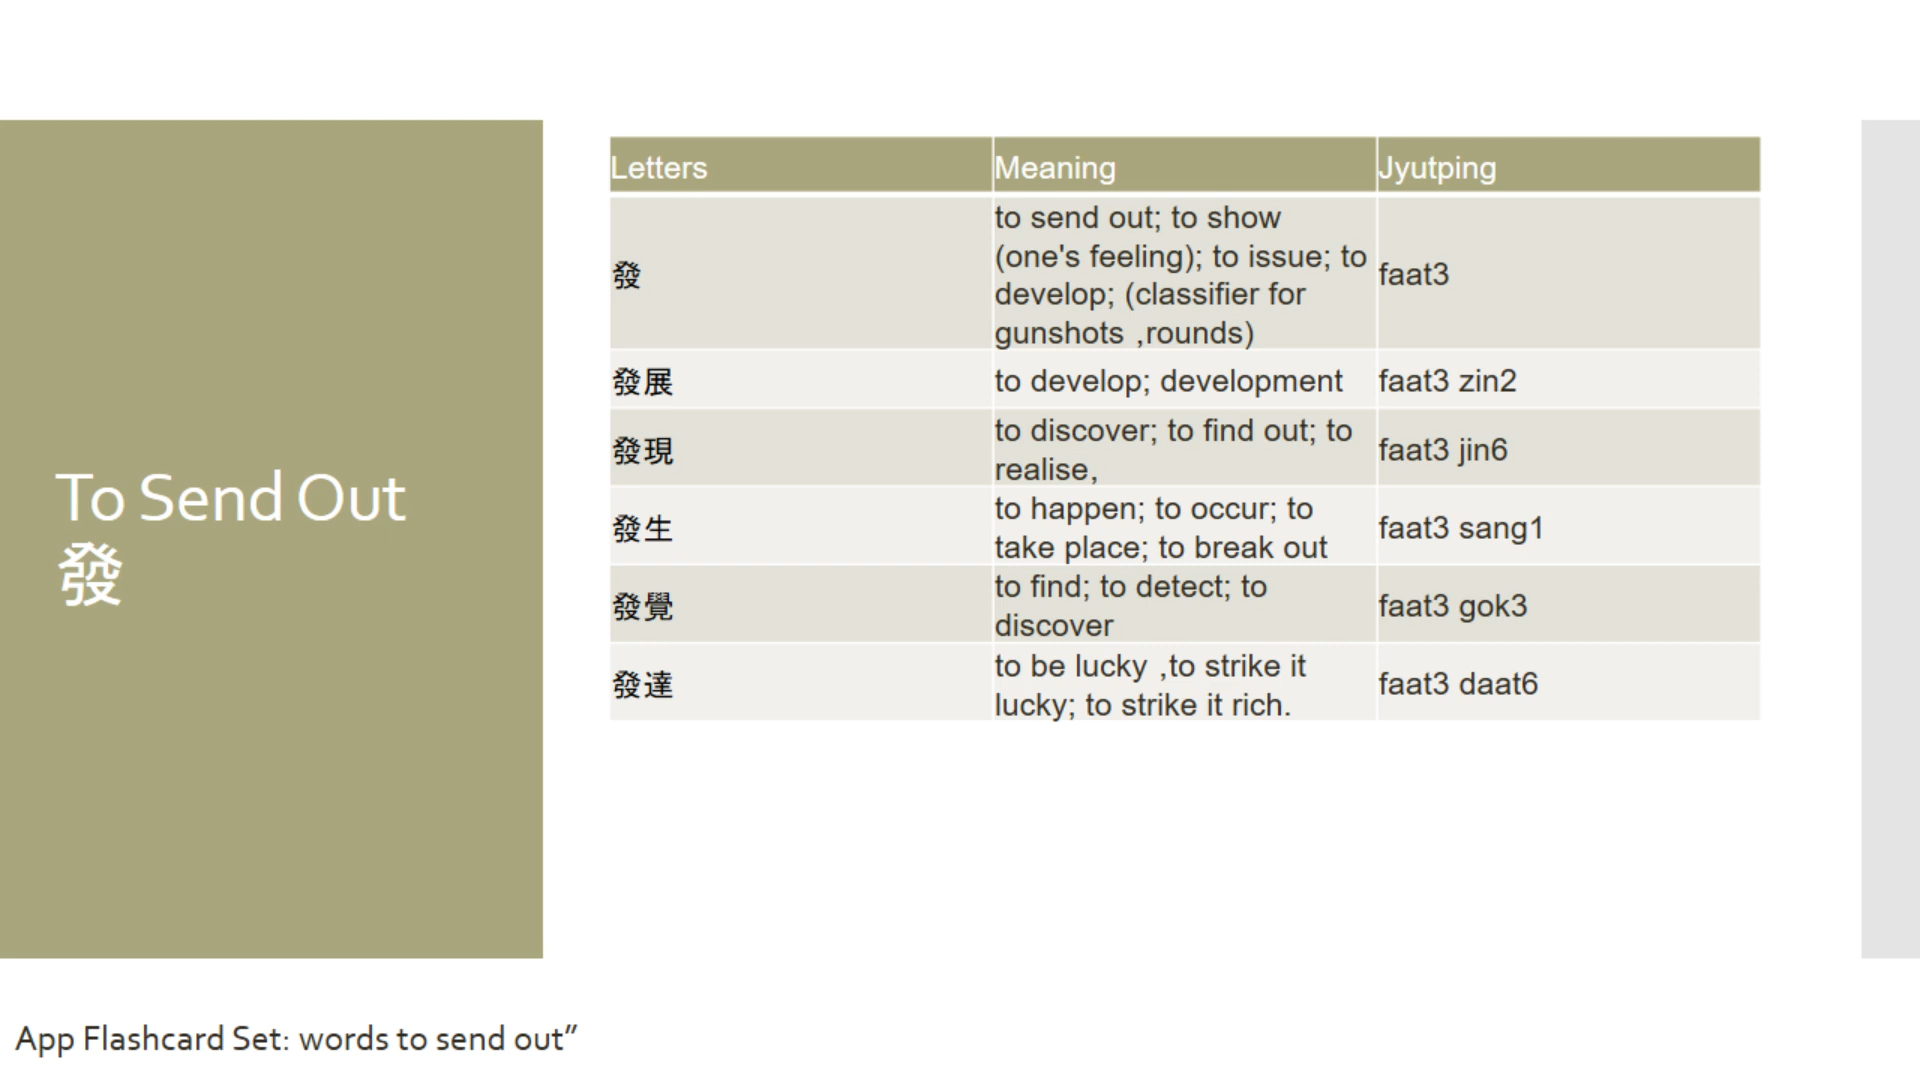 To Send Out
發
Letters Meaning Jyutping
發 to send out; to show (one's feeling); to issue; to develop; (classifier for gunshots ,rounds) faat3
發展 to develop; development faat3 zin2
發現 to discover; to find out; to realise, faat3 jin6
發生 to happen; to occur; to take place; to break out faat3 sang1
發覺 to find; to detect; to discover faat3 gok3
發達 to be lucky ,to strike it lucky; to strike it rich. faat3 daat6
App Flashcard Set: words to send out”